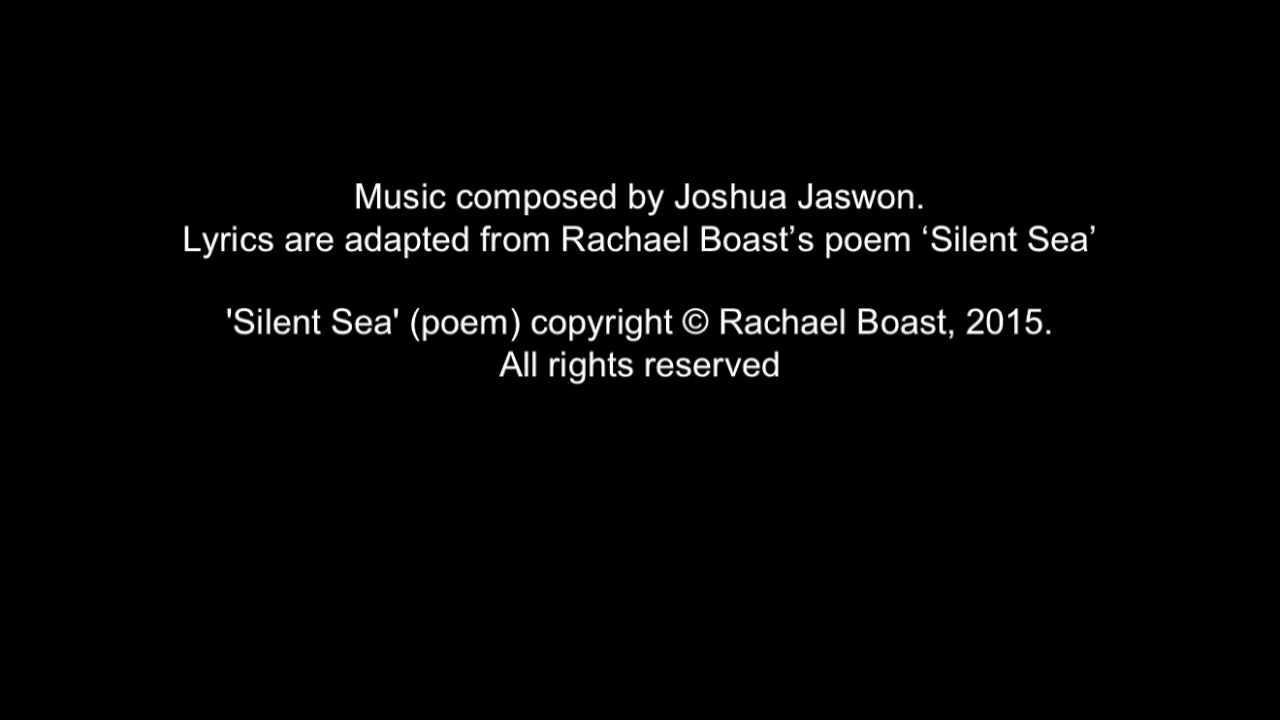 Music composed by Joshua Jaswon.
Lyrics are adapted from Rachael Boast’s poem ‘Silent Sea’
'Silent Sea' (poem) copyright © Rachael Boast, 2015.
All rights reserved